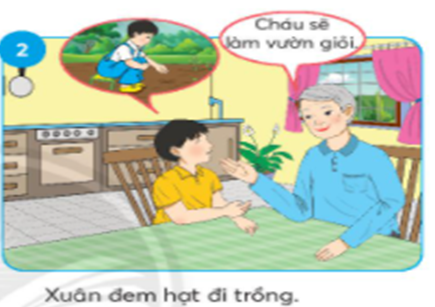 2
Cháu sẽ
làm vườn giỏi.
Xuân đem hạt đi trồng.